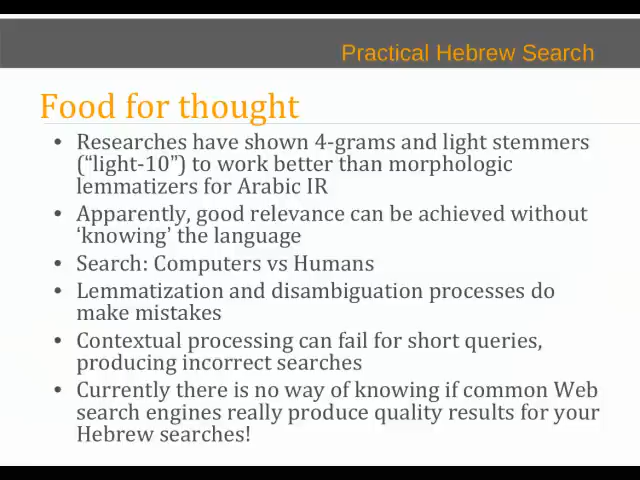 Practical Hebrew Search
Food for thought
• Researches have shown 4-grams and light stemmers
(“light-10”) to work better than morphologic
lemmatizers for Arabic IR
• Apparently, good relevance can be achieved without
‘knowing’ the language
• Search: Computers vs Humans
• Lemmatization and disambiguation processes do
make mistakes
• Contextual processing can fail for short queries,
producing incorrect searches
• Currently there is no way of knowing if common Web
search engines really produce quality results for your
Hebrew searches!